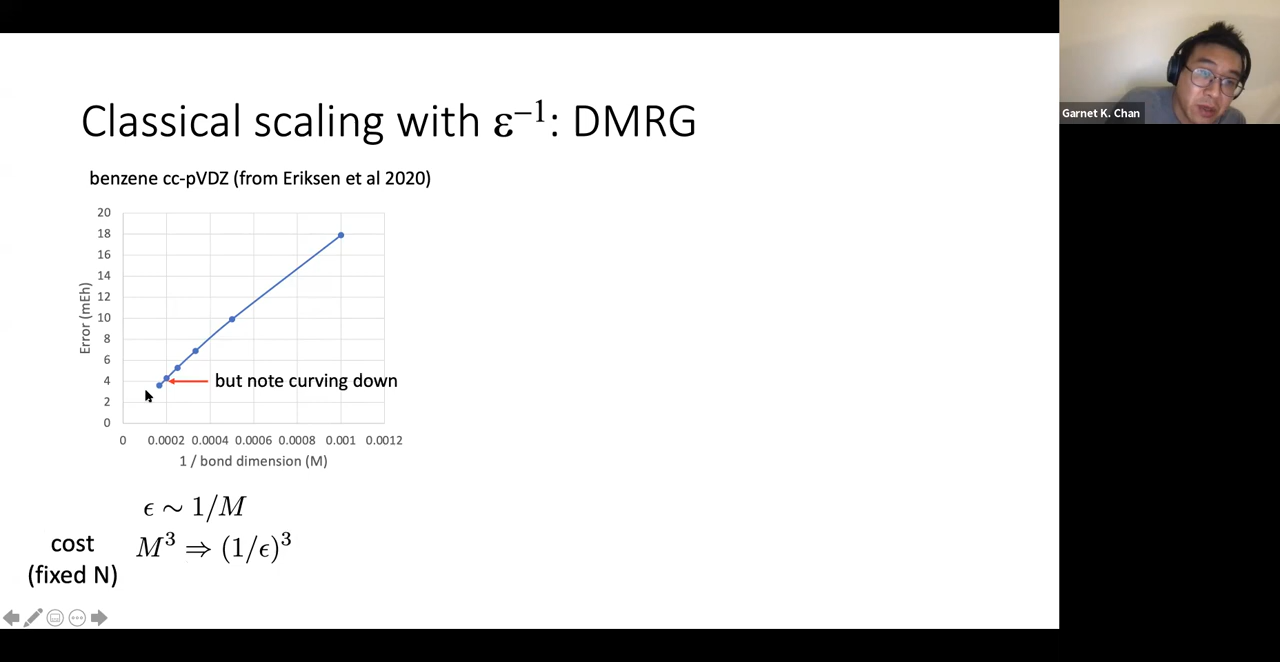 Garnet K. Chan
Classical scaling with ε⁻¹: DMRG
benzene cc-pVDZ (from Eriksen et al 2020)
20
18
16
14
12
10
8
6
4
2
0
Error (mEh)
but note curving down
0 0.0002 0.0004 0.0006 0.0008 0.001 0.0012
1 / bond dimension (M)
ϵ ∼ 1/M
cost
(fixed N)
M³ ⇒ (1/ϵ)³